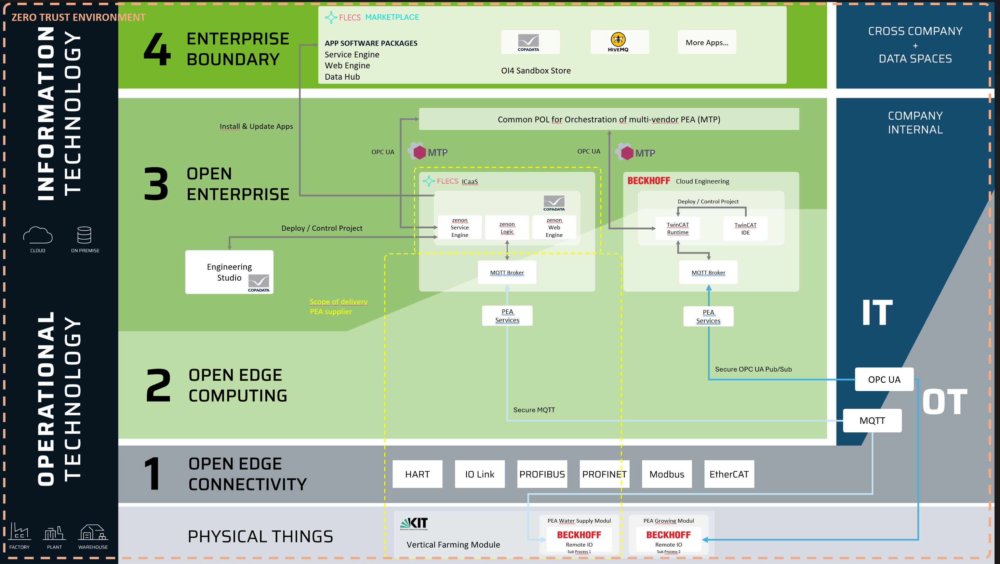 ZERO TRUST ENVIRONMENT
INFORMATION
TECHNOLOGY
CLOUD
ON PREMISE
OPERATIONAL
TECHNOLOGY
FACTORY
PLANT
WAREHOUSE
4
ENTERPRISE
BOUNDARY
FLECS MARKETPLACE
APP SOFTWARE PACKAGES
Service Engine
Web Engine
Data Hub
COPADATA
HIVEMQ
More Apps...
OI4 Sandbox Store
CROSS COMPANY
+
DATA SPACES
3
OPEN
ENTERPRISE
Install & Update Apps
Common POL for Orchestration of multi-vendor PEA (MTP)
OPC UA
MTP
OPC UA
MTP
COMPANY
INTERNAL
FLECS ICaaS
COPADATA
zenon
Service
Engine
zenon
Logic
zenon
Web
Engine
MQTT Broker
BECKHOFF Cloud Engineering
Deploy / Control Project
TwinCAT
Runtime
TwinCAT
IDE
MQTT Broker
Deploy / Control Project
Engineering
Studio
COPADATA
Scope of delivery
PEA supplier
PEA
Services
PEA
Services
IT
OT
2
OPEN EDGE
COMPUTING
Secure OPC UA Pub/Sub
OPC UA
Secure MQTT
MQTT
1
OPEN EDGE
CONNECTIVITY
HART
IO Link
PROFIBUS
PROFINET
Modbus
EtherCAT
PHYSICAL THINGS
KIT
Karlsruher Institut für Technologie
Vertical Farming Module
PEA Water Supply Modul
BECKHOFF
Remote IO
Sub Process 1
PEA Growing Modul
BECKHOFF
Remote IO
Sub Process 2